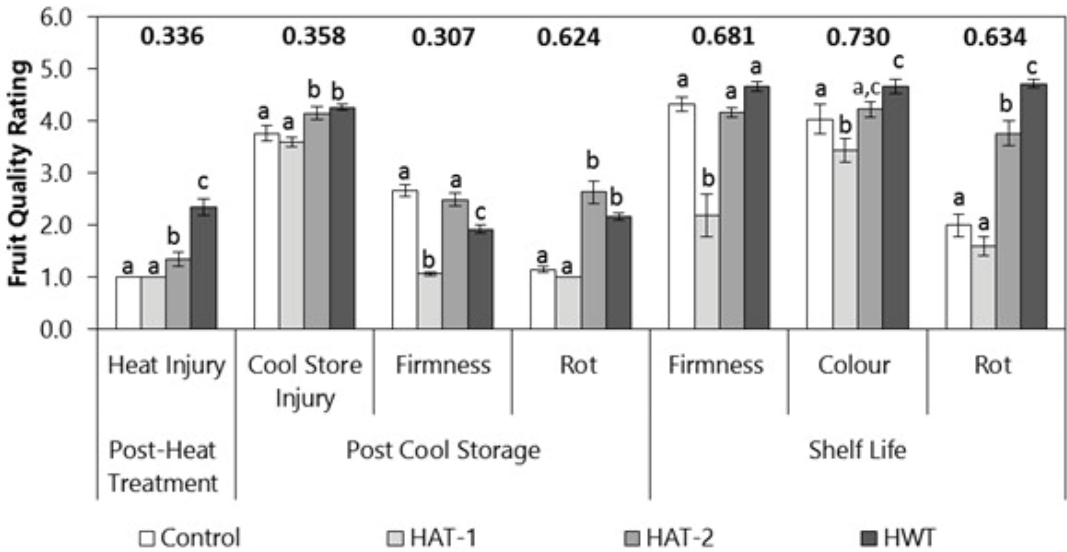 Fruit Quality Rating
6.0
5.0
4.0
3.0
2.0
1.0
0.0
0.336 0.358 0.307 0.624 0.681 0.730 0.634
a a b c
a a b b
a b a c
a a b b
a b a a
a b a,c c
a a b c
Heat Injury
Cool Store
Injury
Firmness
Rot
Firmness
Colour
Rot
Post-Heat
Treatment
Post Cool Storage
Shelf Life
Control HAT-1 HAT-2 HWT